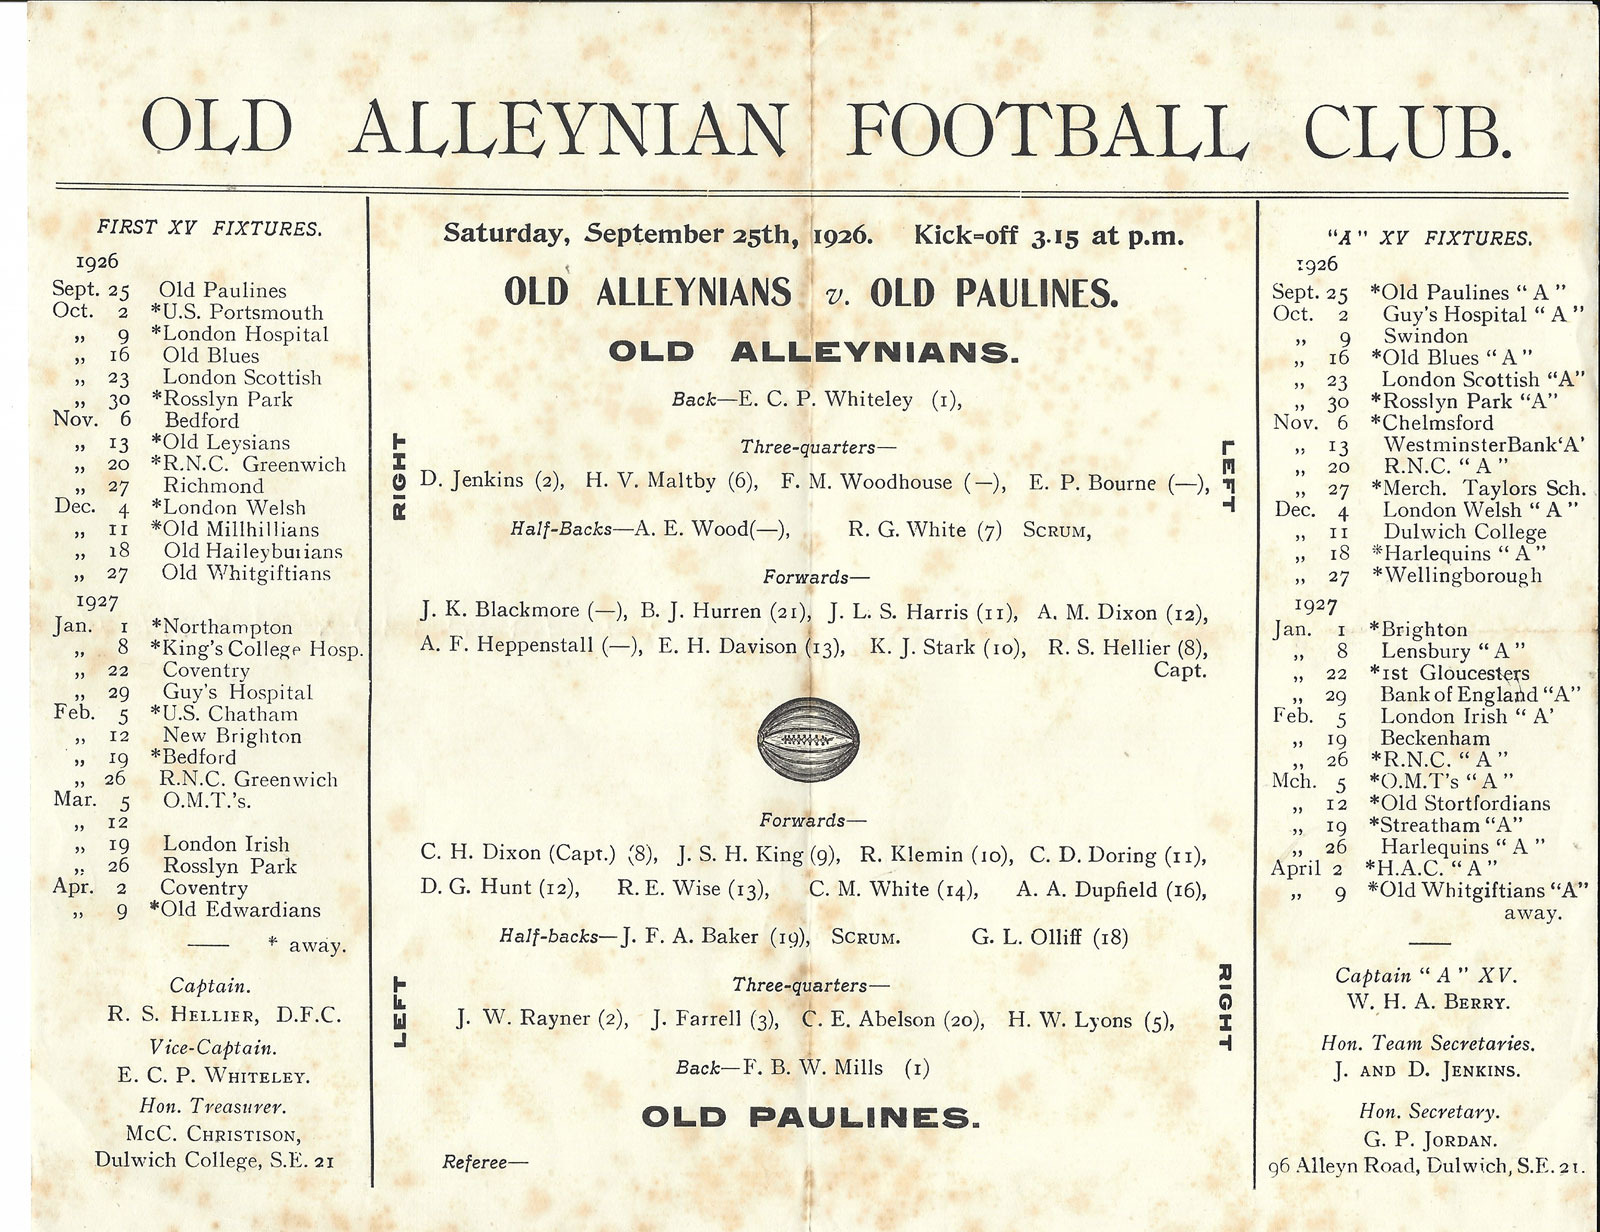 OLD ALLEYNIAN FOOTBALL CLUB.
FIRST XV FIXTURES.
1926
Sept. 25 Old Paulines
Oct. 2 *U.S. Portsmouth
„ 9 *London Hospital
„ 16 Old Blues
„ 23 London Scottish
„ 30 *Rosslyn Park
Nov. 6 Bedford
„ 13 *Old Leysians
„ 20 *R.N.C. Greenwich
„ 27 Richmond
Dec. 4 *London Welsh
„ 11 *Old Millhillians
„ 18 Old Haileyburians
„ 27 Old Whitgiftians
1927
Jan. 1 *Northampton
„ 8 *King's College Hosp.
„ 22 Coventry
„ 29 Guy's Hospital
Feb. 5 *U.S. Chatham
„ 12 New Brighton
„ 19 *Bedford
„ 26 R.N.C. Greenwich
Mar. 5 O.M.T.'s.
„ 12
„ 19 London Irish
„ 26 Rosslyn Park
Apr. 2 Coventry
„ 9 *Old Edwardians
* away.
Captain.
R. S. HELLIER, D.F.C.
Vice-Captain.
E. C. P. WHITELEY.
Hon. Treasurer.
McC. CHRISTISON,
Dulwich College, S.E. 21
Saturday, September 25th, 1926. Kick=off 3.15 at p.m.
OLD ALLEYNIANS v. OLD PAULINES.
OLD ALLEYNIANS.
Back—E. C. P. Whiteley (1),
RIGHT
LEFT
Three-quarters—
D. Jenkins (2), H. V. Maltby (6), F. M. Woodhouse (—), E. P. Bourne (—),
Half-Backs—A. E. Wood(—), R. G. White (7) SCRUM,
Forwards—
J. K. Blackmore (—), B. J. Hurren (21), J. L. S. Harris (11), A. M. Dixon (12),
A. F. Heppenstall (—), E. H. Davison (13), K. J. Stark (10), R. S. Hellier (8),
Capt.
Forwards—
C. H. Dixon (Capt.) (8), J. S. H. King (9), R. Klemin (10), C. D. Doring (11),
D. G. Hunt (12), R. E. Wise (13), C. M. White (14), A. A. Dupfield (16),
Half-backs—J. F. A. Baker (19), SCRUM. G. L. Olliff (18)
LEFT
RIGHT
Three-quarters—
J. W. Rayner (2), J. Farrell (3), C. E. Abelson (20), H. W. Lyons (5),
Back—F. B. W. Mills (1)
OLD PAULINES.
Referee—
"A" XV FIXTURES.
1926
Sept. 25 *Old Paulines "A"
Oct. 2 Guy's Hospital "A"
„ 9 Swindon
„ 16 *Old Blues "A"
„ 23 London Scottish "A"
„ 30 *Rosslyn Park "A"
Nov. 6 *Chelmsford
„ 13 WestminsterBank'A'
„ 20 R.N.C. "A"
„ 27 *Merch. Taylors Sch.
Dec. 4 London Welsh "A"
„ 11 Dulwich College
„ 18 *Harlequins "A"
„ 27 *Wellingborough
1927
Jan. 1 *Brighton
„ 8 Lensbury "A"
„ 22 *1st Gloucesters
„ 29 Bank of England "A"
Feb. 5 London Irish "A'
„ 19 Beckenham
„ 26 *R.N.C. "A"
Mch. 5 *O.M.T's "A"
„ 12 *Old Stortfordians
„ 19 *Streatham "A"
„ 26 Harlequins "A"
April 2 *H.A.C. "A"
„ 9 *Old Whitgiftians "A"
away.
Captain "A" XV.
W. H. A. BERRY.
Hon. Team Secretaries.
J. AND D. JENKINS.
Hon. Secretary.
G. P. JORDAN.
96 Alleyn Road, Dulwich, S.E. 21.